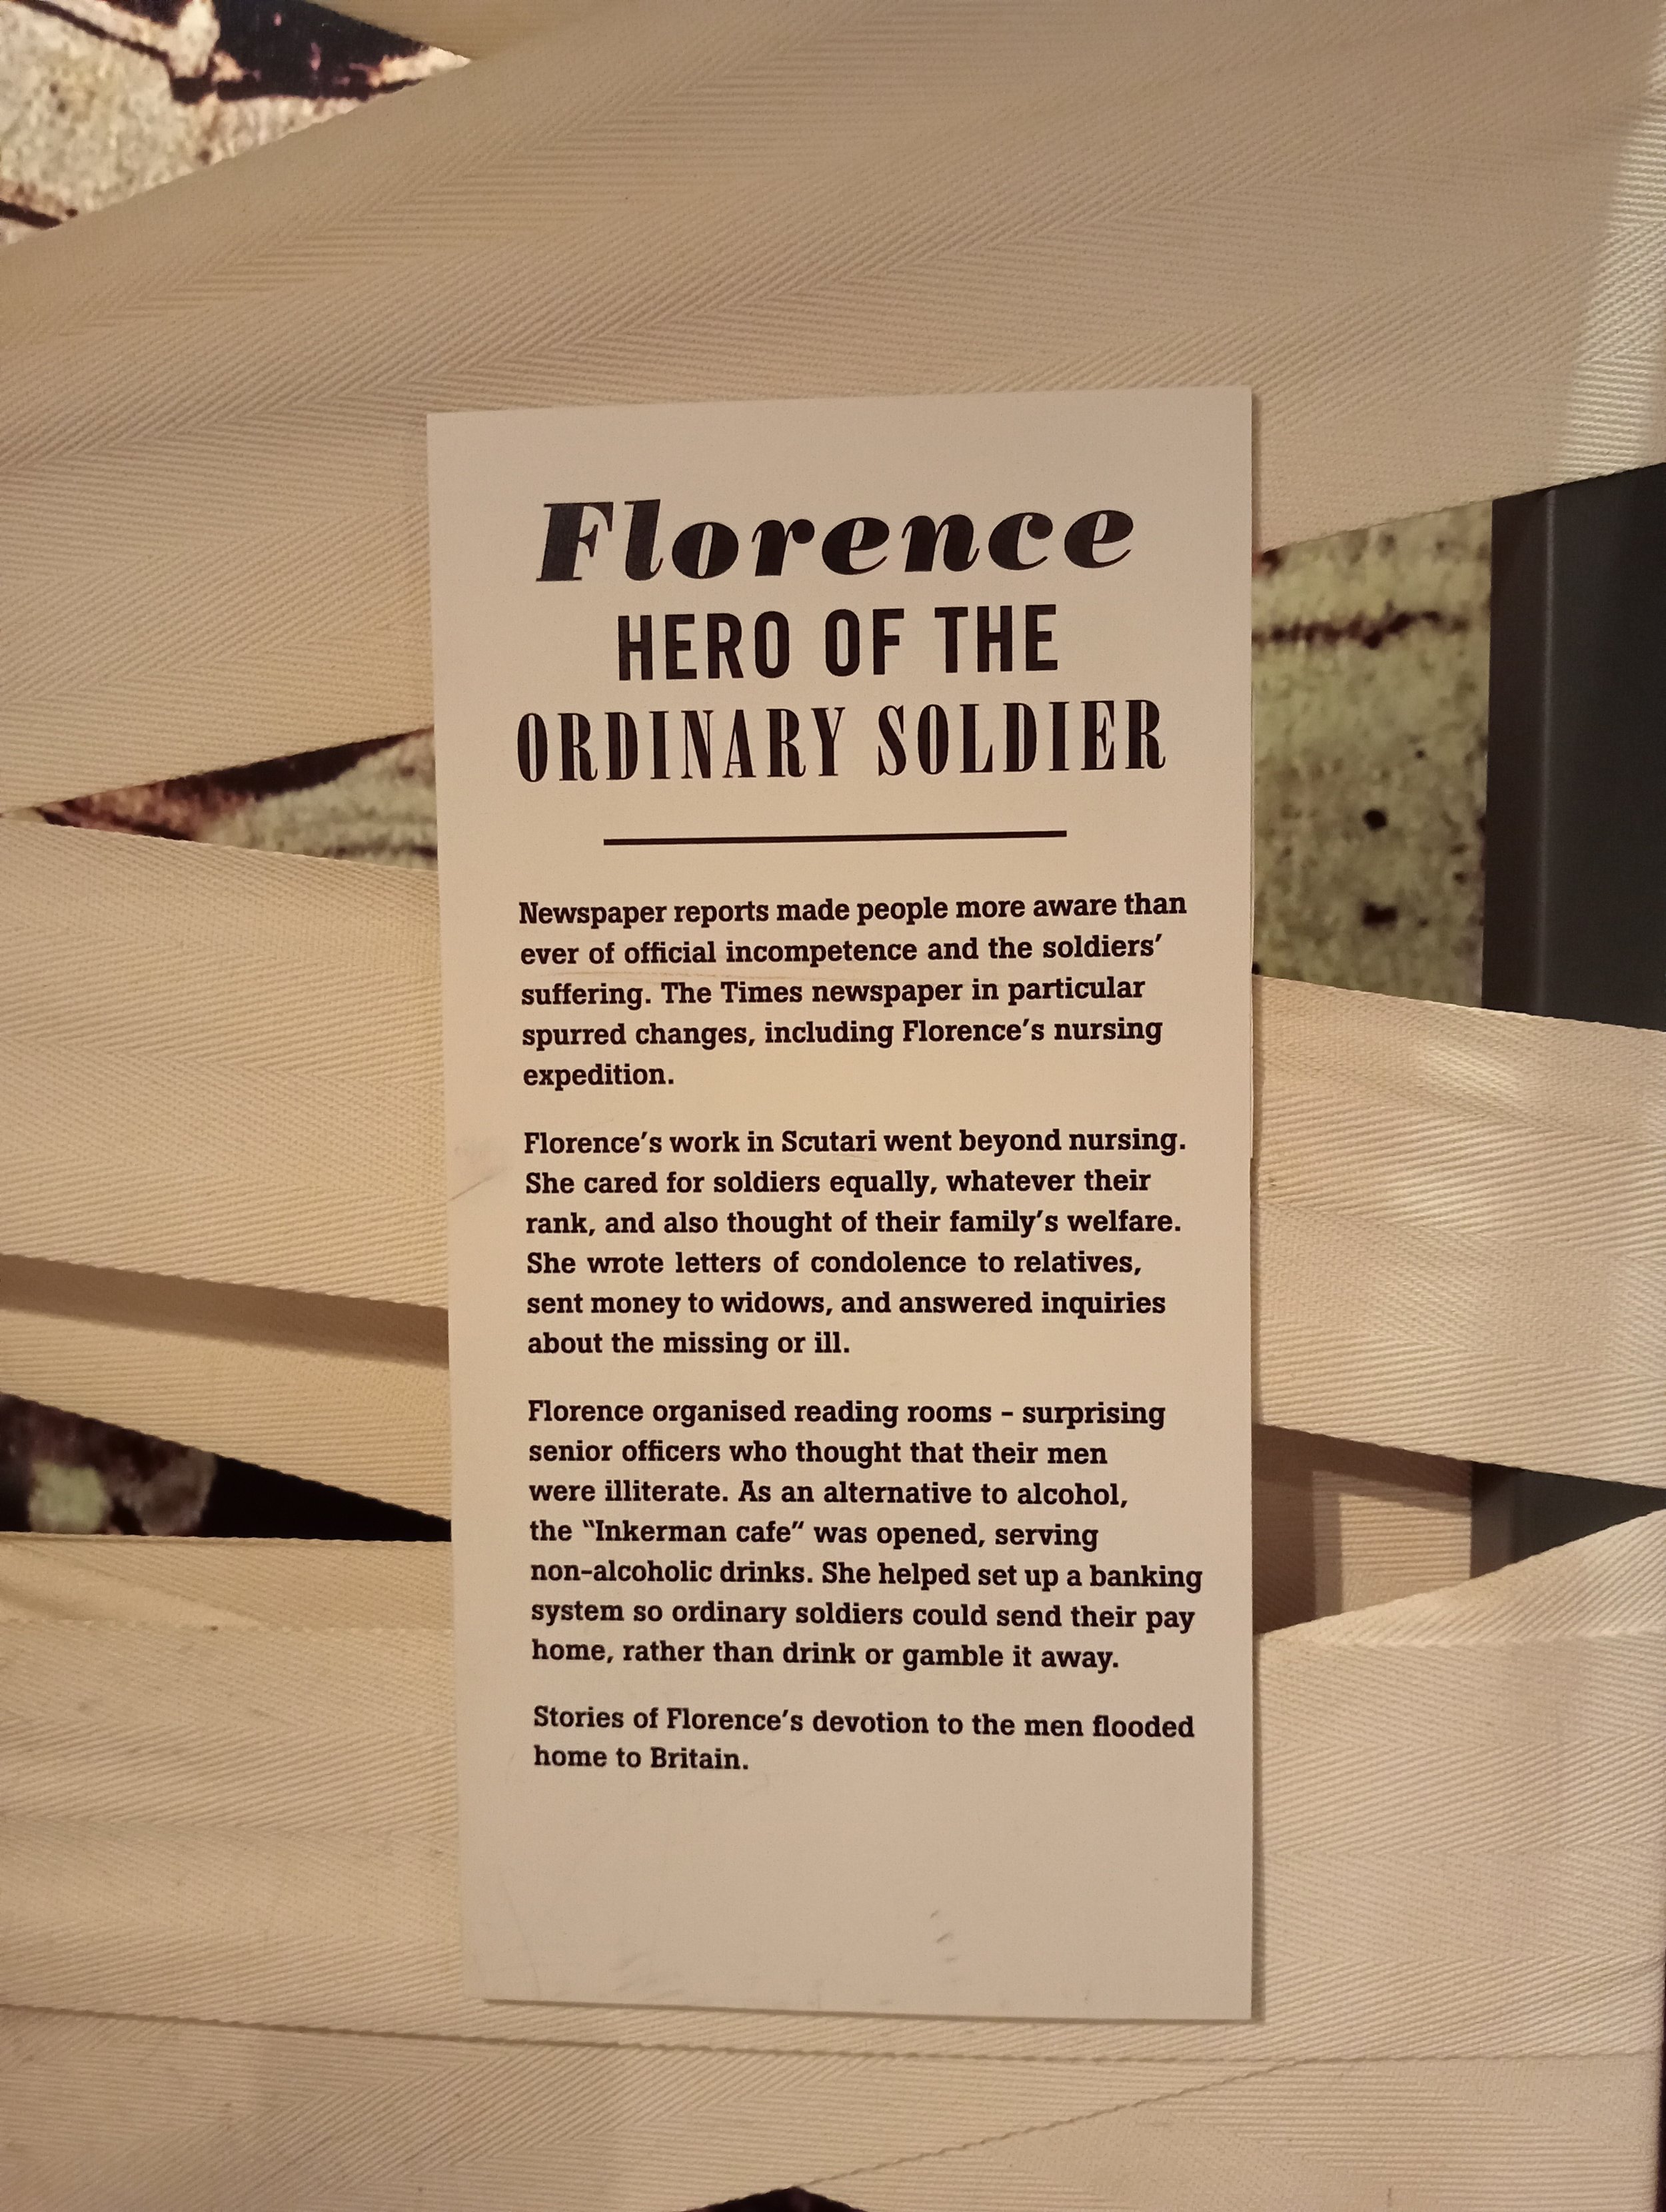 Florence
HERO OF THE
ORDINARY SOLDIER
Newspaper reports made people more aware than
ever of official incompetence and the soldiers’
suffering. The Times newspaper in particular
spurred changes, including Florence’s nursing
expedition.
Florence’s work in Scutari went beyond nursing.
She cared for soldiers equally, whatever their
rank, and also thought of their family’s welfare.
She wrote letters of condolence to relatives,
sent money to widows, and answered inquiries
about the missing or ill.
Florence organised reading rooms – surprising
senior officers who thought that their men
were illiterate. As an alternative to alcohol,
the “Inkerman cafe” was opened, serving
non-alcoholic drinks. She helped set up a banking
system so ordinary soldiers could send their pay
home, rather than drink or gamble it away.
Stories of Florence’s devotion to the men flooded
home to Britain.